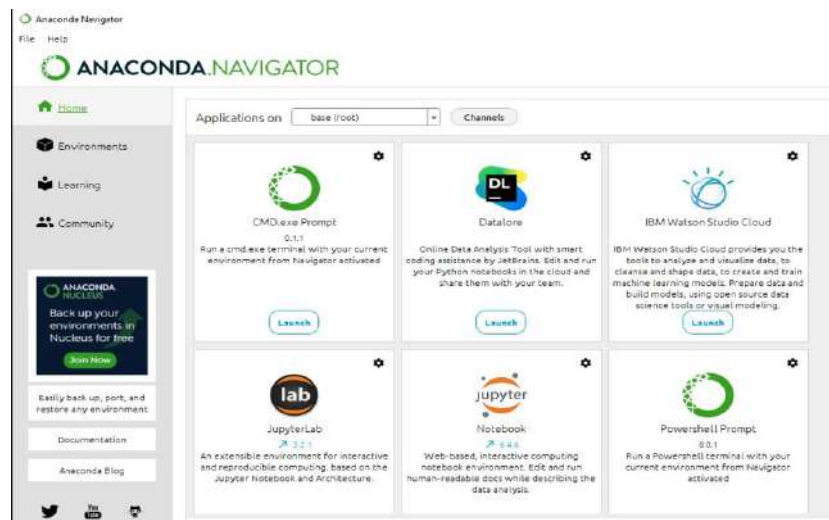 Anaconda Navigator
File Help
ANACONDA.NAVIGATOR
Home
Environments
Learning
Community
ANACONDA
NUCLEUS
Back up your
environments in
Nucleus for free
Join Now
Easily back up, port, and
restore any environment
Documentation
Anaconda Blog
You
Tube
Applications on base (root) Channels
CMD.exe Prompt
0.1.1
Run a cmd.exe terminal with your current
environment from Navigator activated
Launch
DL
Datalore
Online Data Analysis Tool with smart
coding assistance by JetBrains. Edit and run
your Python notebooks in the cloud and
share them with your team.
Launch
IBM Watson Studio Cloud
IBM Watson Studio Cloud provides you the
tools to analyze and visualize data, to
cleanse and shape data, to create and train
machine learning models. Prepare data and
build models, using open source data
science tools or visual modeling.
Launch
lab
JupyterLab
3.2.1
An extensible environment for interactive
and reproducible computing, based on the
Jupyter Notebook and Architecture.
jupyter
Notebook
6.4.6
Web-based, interactive computing
notebook environment. Edit and run
human-readable docs while describing the
data analysis.
Powershell Prompt
0.0.1
Run a Powershell terminal with your
current environment from Navigator
activated